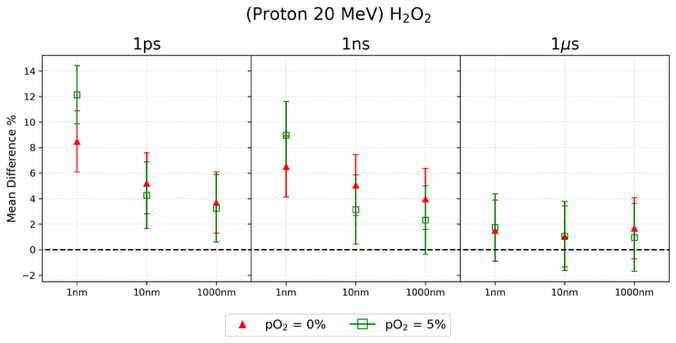 (Proton 20 MeV) H₂O₂
1ps 1ns 1μs
Mean Difference %
14
12
10
8
6
4
2
0
−2
1nm 10nm 1000nm 1nm 10nm 1000nm 1nm 10nm 1000nm
pO₂ = 0% pO₂ = 5%